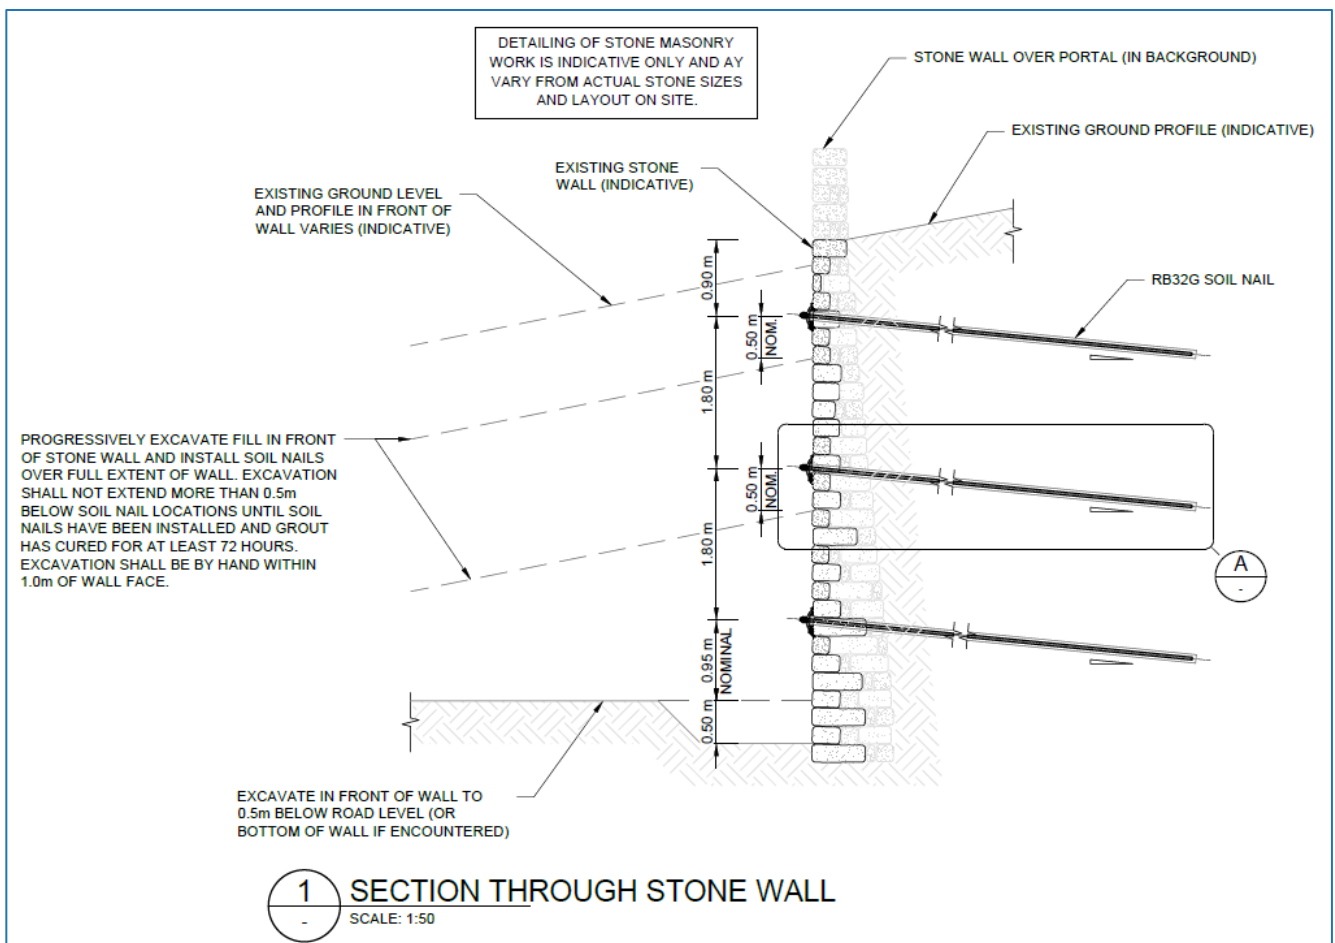 DETAILING OF STONE MASONRY
WORK IS INDICATIVE ONLY AND AY
VARY FROM ACTUAL STONE SIZES
AND LAYOUT ON SITE.
STONE WALL OVER PORTAL (IN BACKGROUND)
EXISTING GROUND PROFILE (INDICATIVE)
EXISTING STONE
WALL (INDICATIVE)
EXISTING GROUND LEVEL
AND PROFILE IN FRONT OF
WALL VARIES (INDICATIVE)
RB32G SOIL NAIL
0.90 m
0.50 m
NOM.
1.80 m
PROGRESSIVELY EXCAVATE FILL IN FRONT
OF STONE WALL AND INSTALL SOIL NAILS
OVER FULL EXTENT OF WALL. EXCAVATION
SHALL NOT EXTEND MORE THAN 0.5m
BELOW SOIL NAIL LOCATIONS UNTIL SOIL
NAILS HAVE BEEN INSTALLED AND GROUT
HAS CURED FOR AT LEAST 72 HOURS.
EXCAVATION SHALL BE BY HAND WITHIN
1.0m OF WALL FACE.
0.50 m
NOM.
1.80 m
A
-
0.95 m
NOMINAL
0.50 m
EXCAVATE IN FRONT OF WALL TO
0.5m BELOW ROAD LEVEL (OR
BOTTOM OF WALL IF ENCOUNTERED)
1
-
SECTION THROUGH STONE WALL
SCALE: 1:50